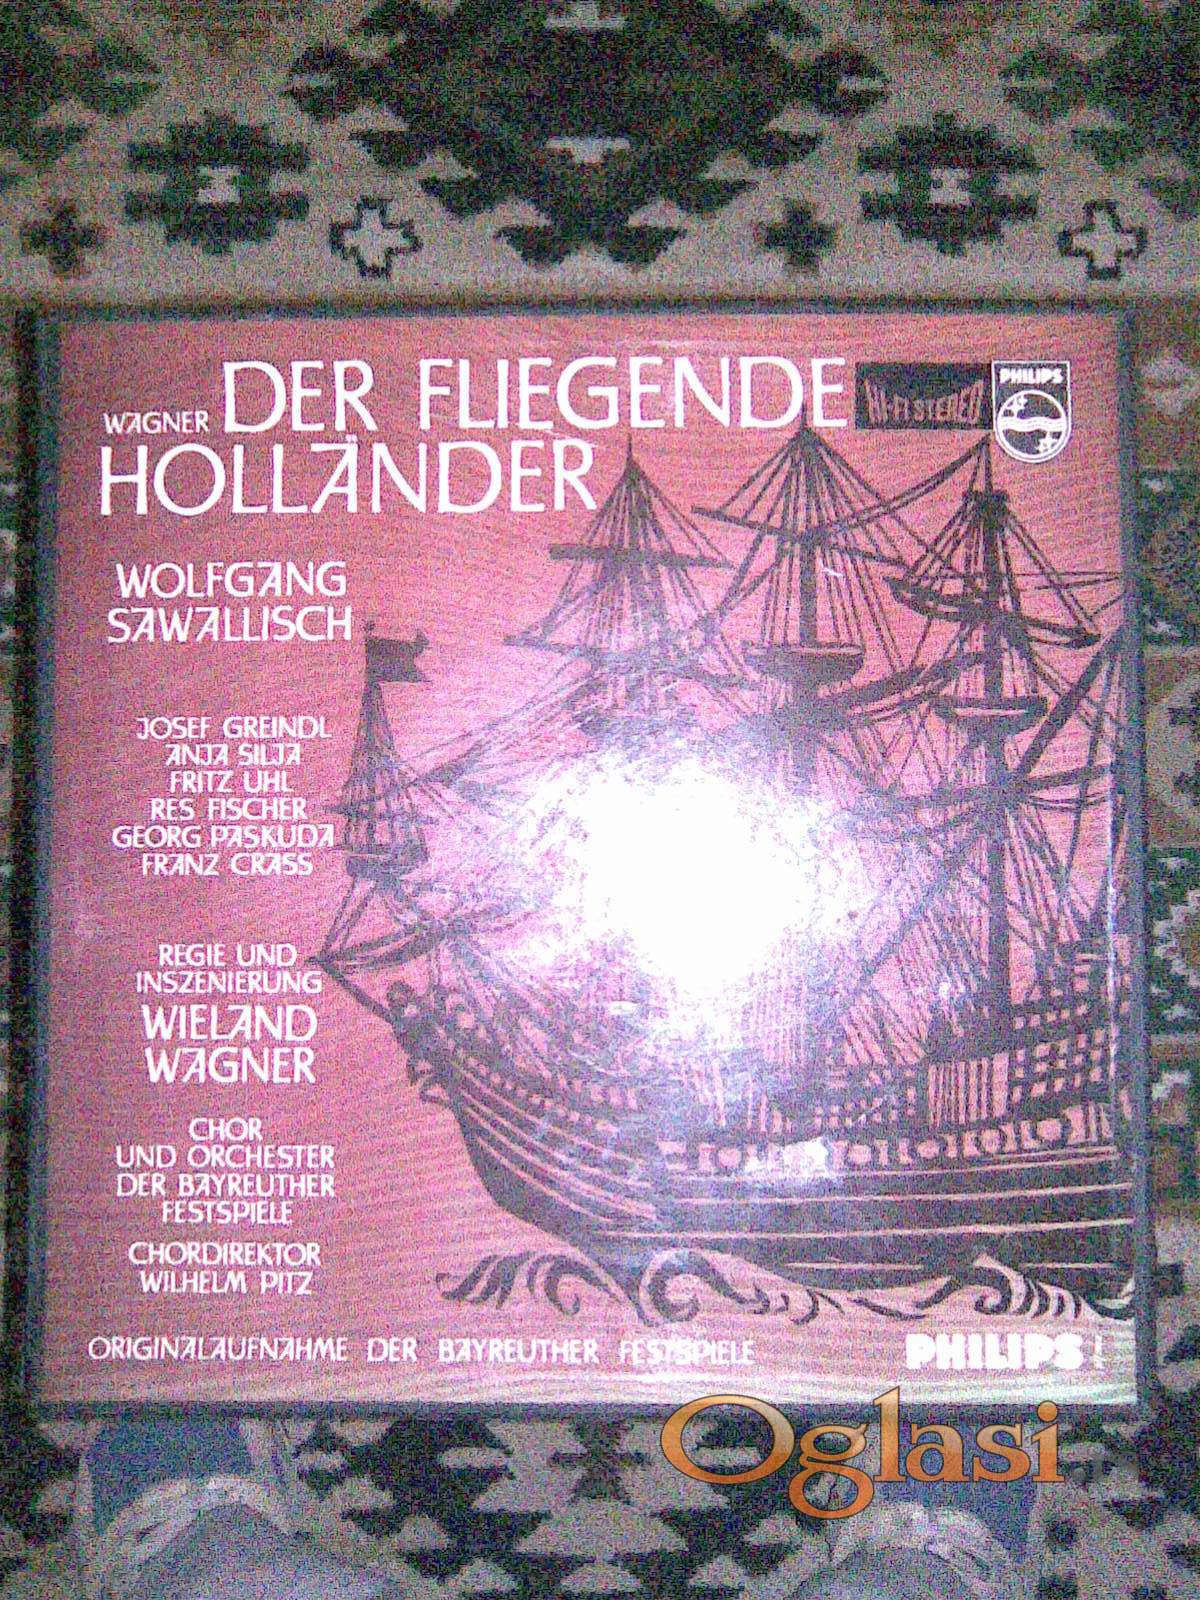 WAGNER DER FLIEGENDE
HOLLÄNDER
HI-FI STEREO
PHILIPS
WOLFGANG
SAWALLISCH
JOSEF GREINDL
ANJA SILJA
FRITZ UHL
RES FISCHER
GEORG PASKUDA
FRANZ CRASS
REGIE UND
INSZENIERUNG
WIELAND
WAGNER
CHOR
UND ORCHESTER
DER BAYREUTHER
FESTSPIELE
CHORDIREKTOR
WILHELM PITZ
ORIGINALAUFNAHME DER BAYREUTHER FESTSPIELE
PHILIPS
Oglasi